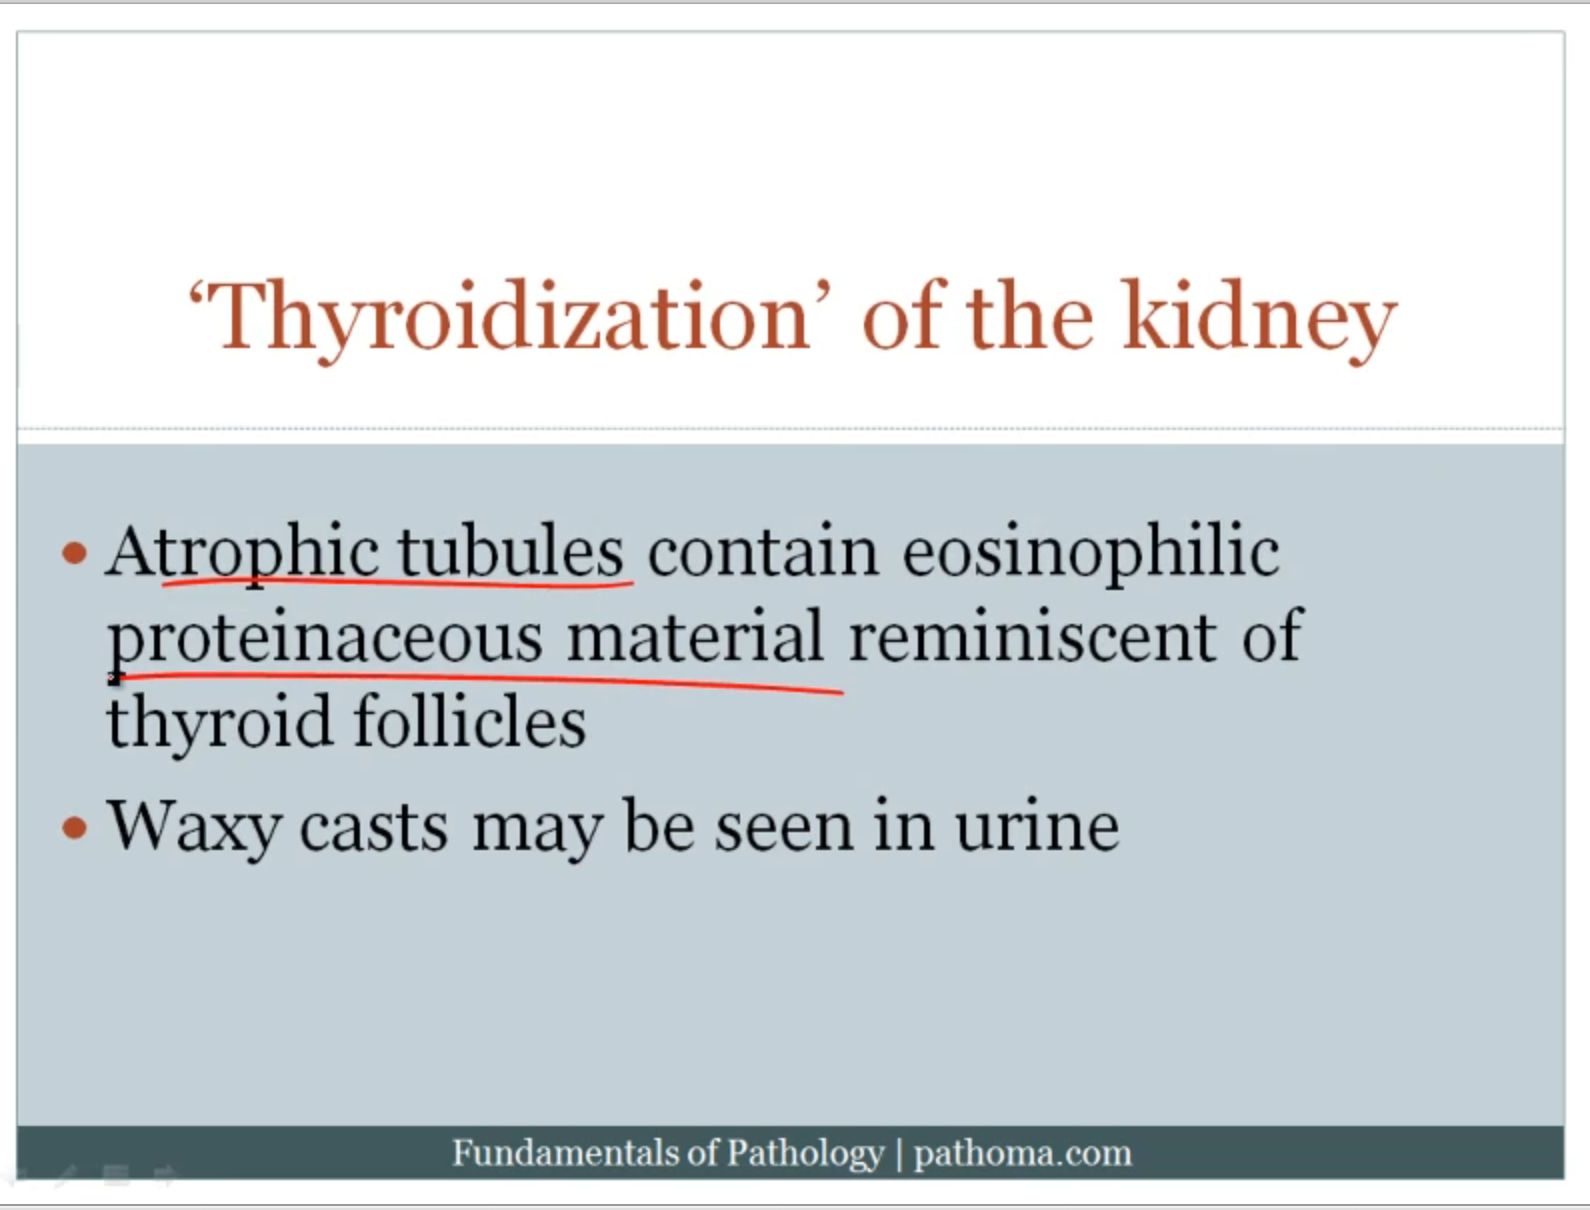 ‘Thyroidization’ of the kidney
• Atrophic tubules contain eosinophilic
proteinaceous material reminiscent of
thyroid follicles
• Waxy casts may be seen in urine
Fundamentals of Pathology | pathoma.com